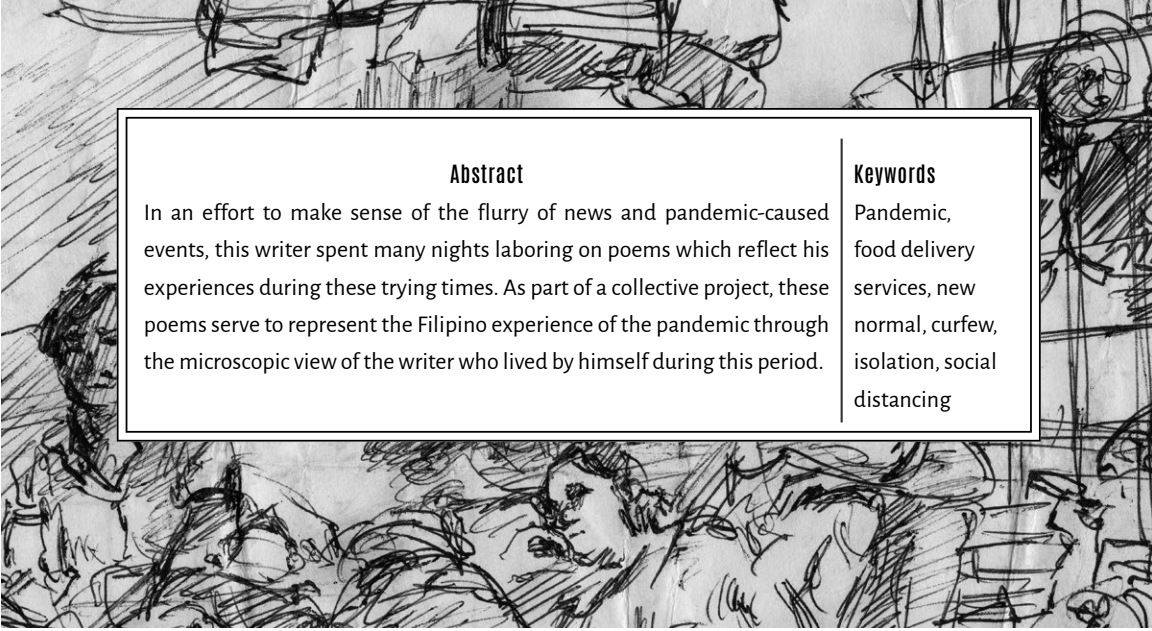 Abstract
In an effort to make sense of the flurry of news and pandemic-caused
events, this writer spent many nights laboring on poems which reflect his
experiences during these trying times. As part of a collective project, these
poems serve to represent the Filipino experience of the pandemic through
the microscopic view of the writer who lived by himself during this period.
Keywords
Pandemic,
food delivery
services, new
normal, curfew,
isolation, social
distancing